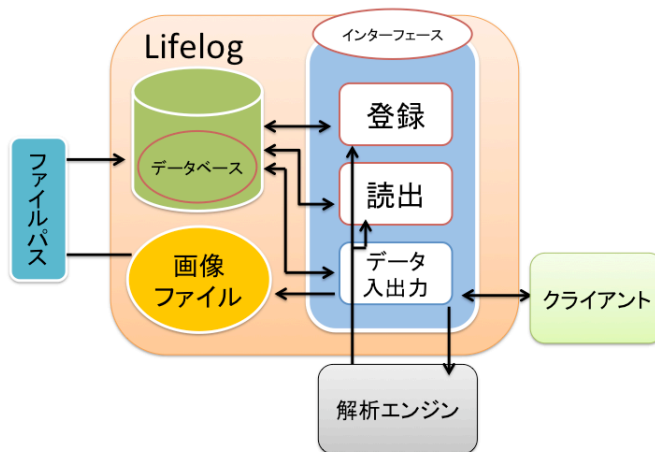 Lifelog
インターフェース
登録
データベース
ファイルパス
読出
画像
ファイル
データ
入出力
クライアント
解析エンジン